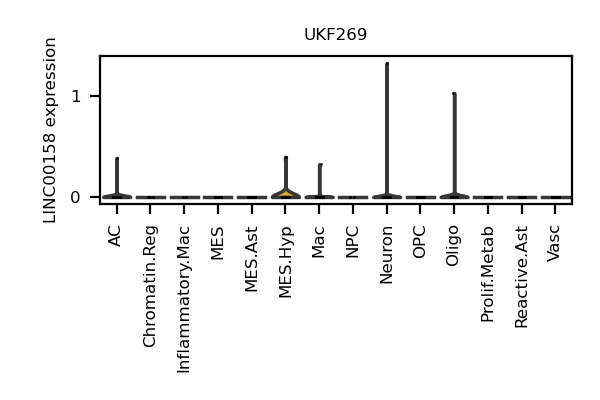 UKF269
LINC00158 expression
1
0
AC
Chromatin.Reg
Inflammatory.Mac
MES
MES.Ast
MES.Hyp
Mac
NPC
Neuron
OPC
Oligo
Prolif.Metab
Reactive.Ast
Vasc